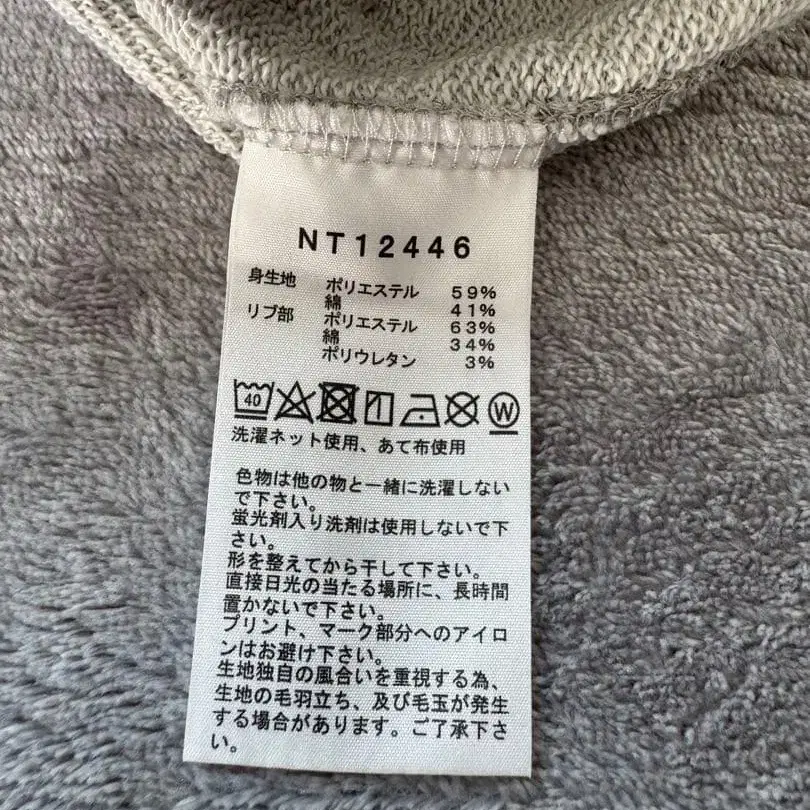 NT12446
身生地 ポリエステル 59%
綿 41%
リブ部 ポリエステル 63%
綿 34%
ポリウレタン 3%
40 W
洗濯ネット使用、あて布使用
色物は他の物と一緒に洗濯しない
で下さい。
蛍光剤入り洗剤は使用しないで下
さい。
形を整えてから干して下さい。
直接日光の当たる場所に、長時間
置かないで下さい。
プリント、マーク部分へのアイロ
ンはお避け下さい。
生地独自の風合いを重視する為、
生地の毛羽立ち、及び毛玉が発生
する場合があります。ご了承下さ
い。